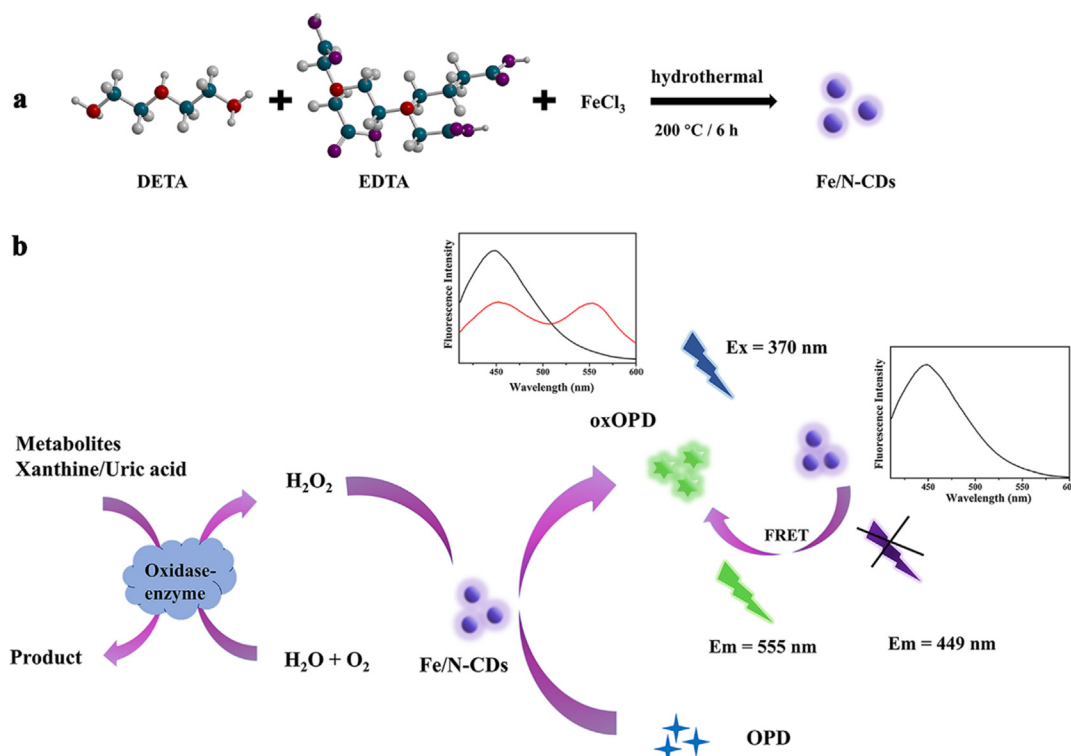 a
hydrothermal
FeCl₃
200 °C / 6 h
DETA
EDTA
Fe/N-CDs
b
Fluorescence Intensity
450 500 550 600
Wavelength (nm)
Ex = 370 nm
Fluorescence Intensity
450 500 550 600
Wavelength (nm)
oxOPD
Metabolites
Xanthine/Uric acid
H₂O₂
FRET
Oxidase-
enzyme
Product
H₂O + O₂
Fe/N-CDs
Em = 555 nm
Em = 449 nm
OPD